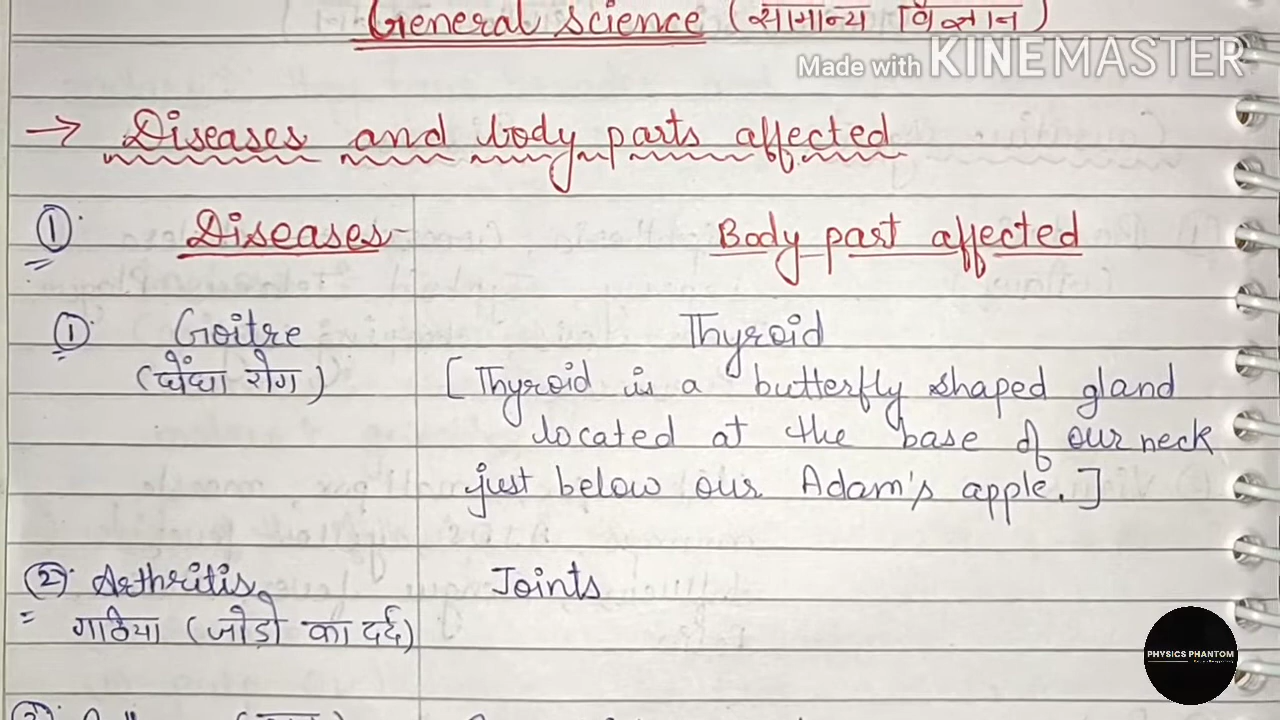 General science (सामान्य विज्ञान)
Made with KINEMASTER
→ Diseases and body parts affected
① Diseases Body part affected
① Goitre Thyroid
(घेंघा रोग) [Thyroid is a butterfly shaped gland
located at the base of our neck
just below our Adam's apple.]
② Arthritis Joints
गाठिया (जोड़ो का दर्द)
PHYSICS PHANTOM